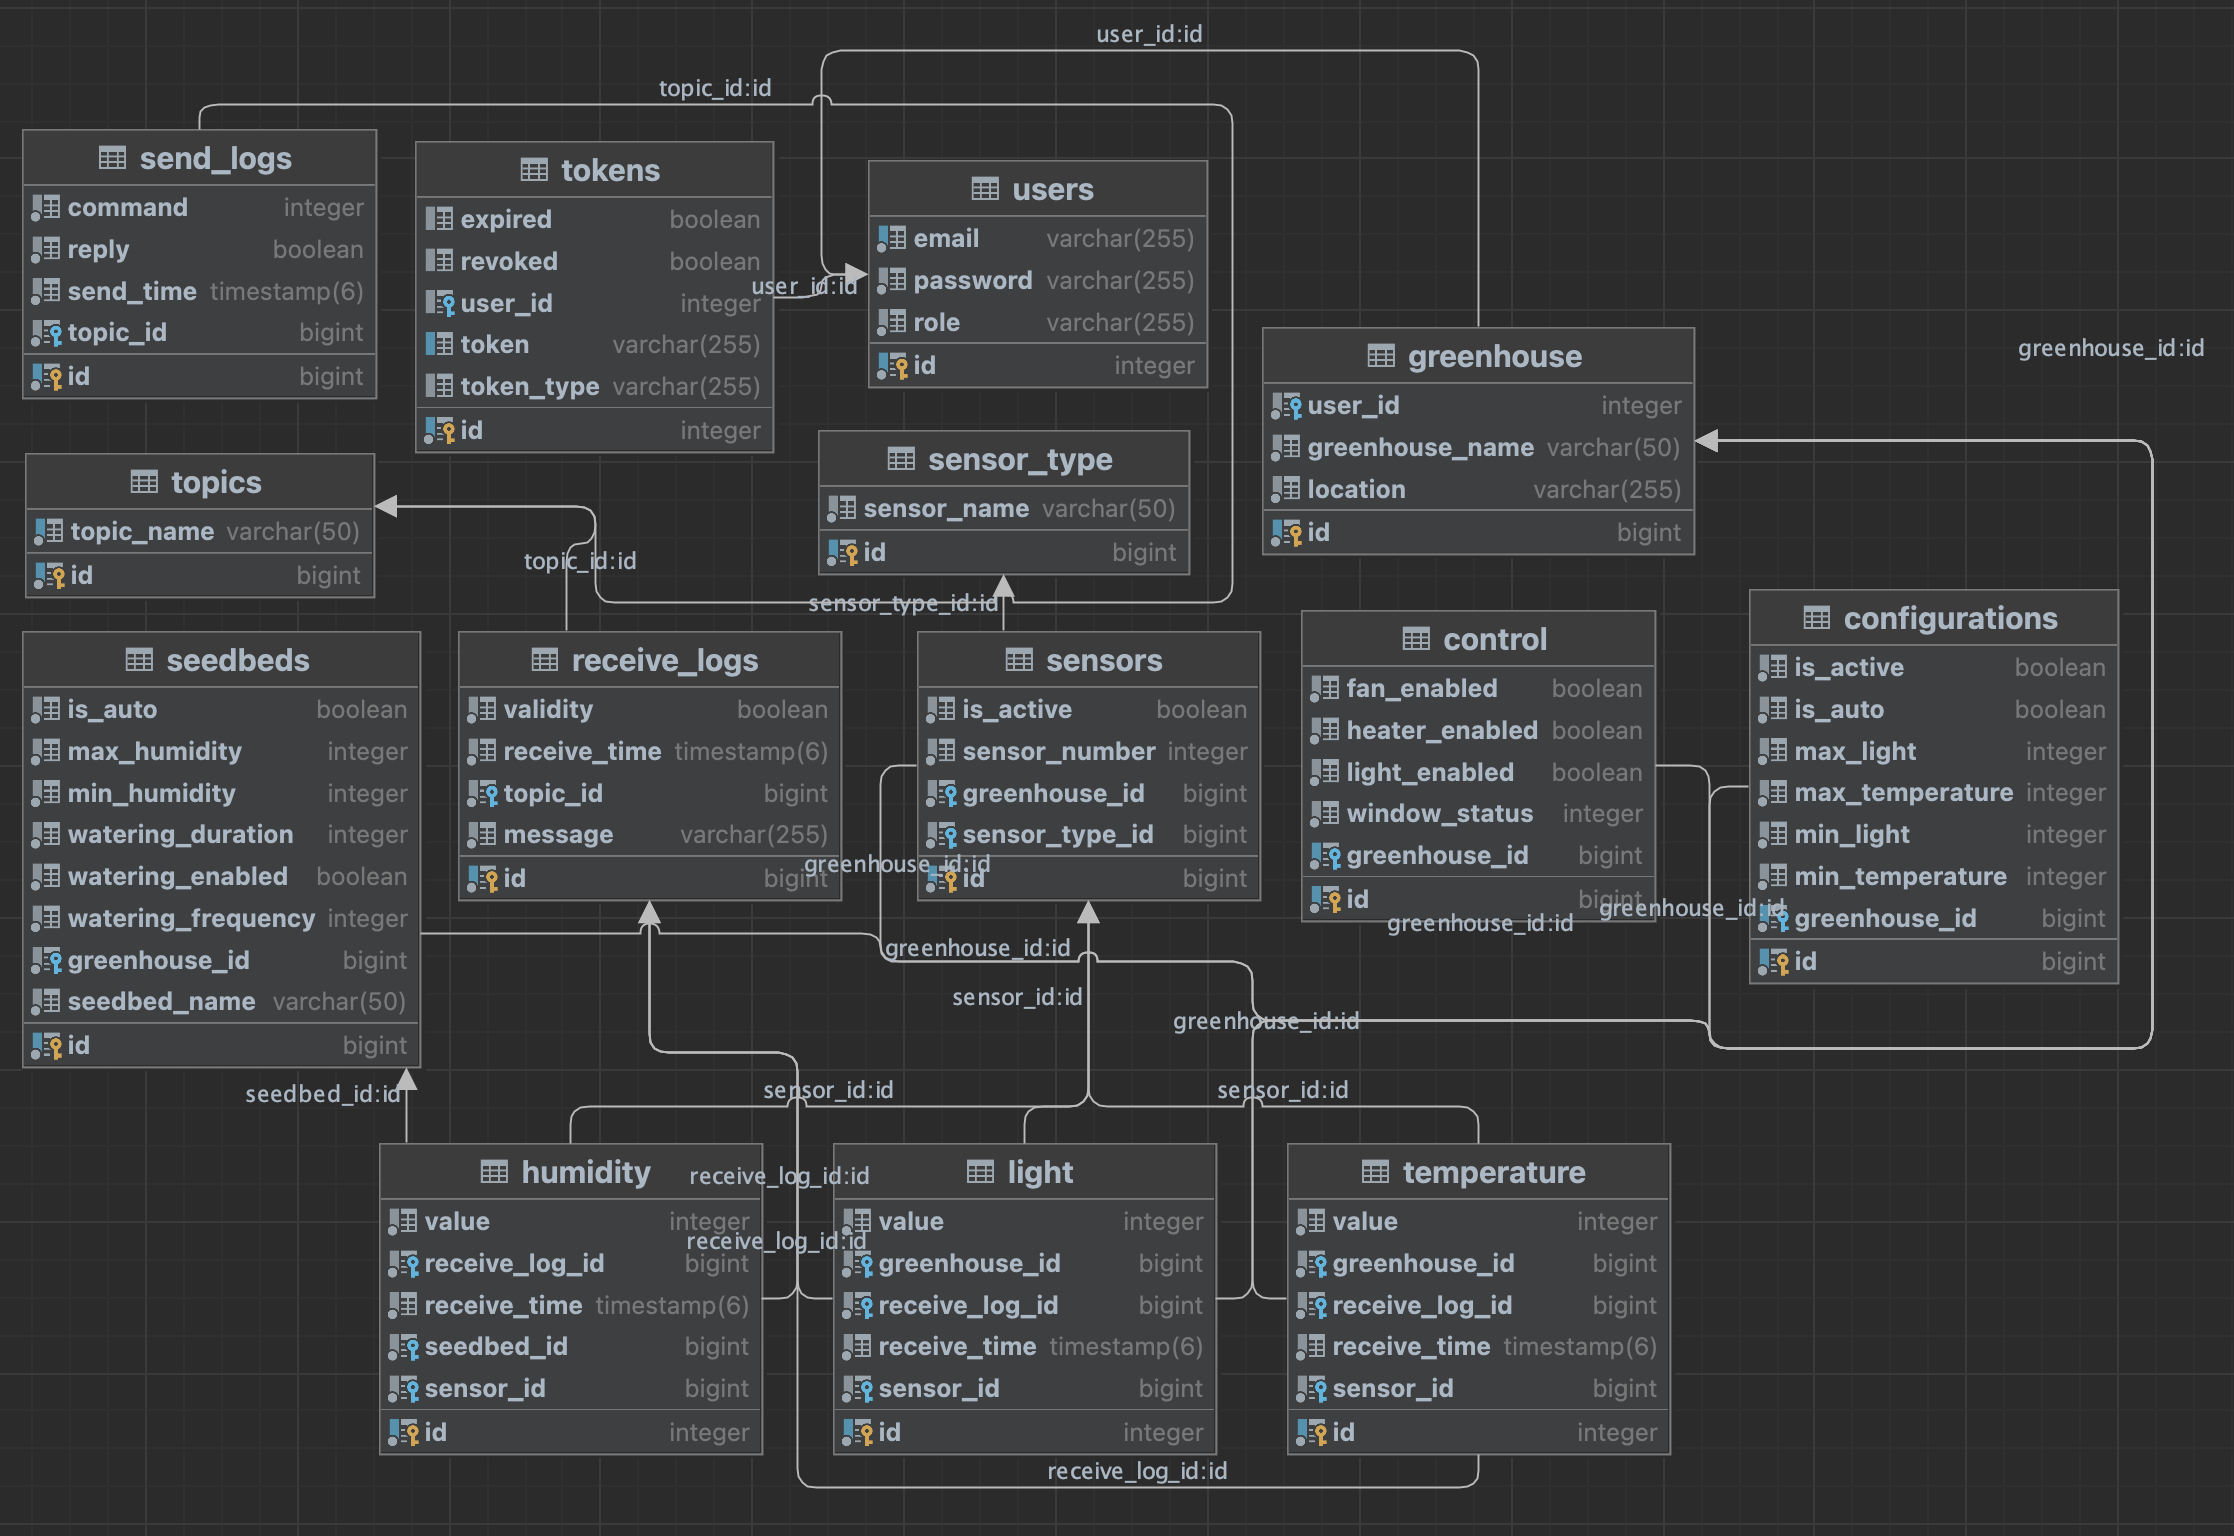 user_id:id
topic_id:id
send_logs
command integer
reply boolean
send_time timestamp(6)
topic_id bigint
id bigint
tokens
expired boolean
revoked boolean
user_id integer
token varchar(255)
token_type varchar(255)
id integer
user_id:id
users
email varchar(255)
password varchar(255)
role varchar(255)
id integer
greenhouse
user_id integer
greenhouse_name varchar(50)
location varchar(255)
id bigint
greenhouse_id:id
topics
topic_name varchar(50)
id bigint
topic_id:id
sensor_type
sensor_name varchar(50)
id bigint
sensor_type_id:id
seedbeds
is_auto boolean
max_humidity integer
min_humidity integer
watering_duration integer
watering_enabled boolean
watering_frequency integer
greenhouse_id bigint
seedbed_name varchar(50)
id bigint
receive_logs
validity boolean
receive_time timestamp(6)
topic_id bigint
message varchar(255)
id bigint
greenhouse_id:id
sensors
is_active boolean
sensor_number integer
greenhouse_id bigint
sensor_type_id bigint
id bigint
control
fan_enabled boolean
heater_enabled boolean
light_enabled boolean
window_status integer
greenhouse_id bigint
id bigint
greenhouse_id:id
greenhouse_id:id
configurations
is_active boolean
is_auto boolean
max_light integer
max_temperature integer
min_light integer
min_temperature integer
greenhouse_id bigint
id bigint
greenhouse_id:id
sensor_id:id
greenhouse_id:id
seedbed_id:id
sensor_id:id
sensor_id:id
humidity
value integer
receive_log_id bigint
receive_time timestamp(6)
seedbed_id bigint
sensor_id bigint
id integer
receive_log_id:id
receive_log_id:id
light
value integer
greenhouse_id bigint
receive_log_id bigint
receive_time timestamp(6)
sensor_id bigint
id integer
temperature
value integer
greenhouse_id bigint
receive_log_id bigint
receive_time timestamp(6)
sensor_id bigint
id integer
receive_log_id:id